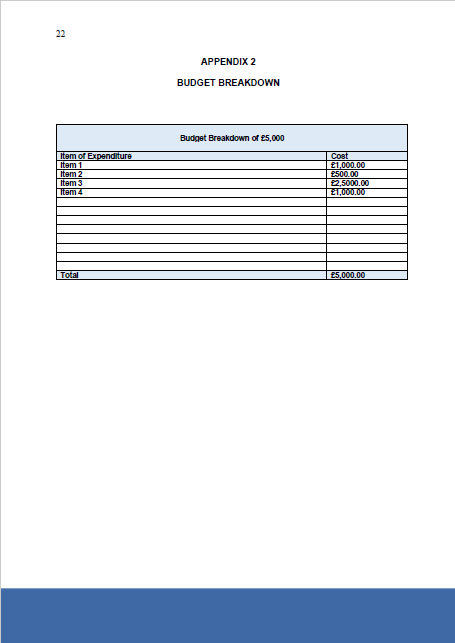 22
APPENDIX 2
BUDGET BREAKDOWN
Budget Breakdown of £5,000
Item of Expenditure Cost
Item 1 £1,000.00
Item 2 £500.00
Item 3 £2,5000.00
Item 4 £1,000.00
Total £5,000.00